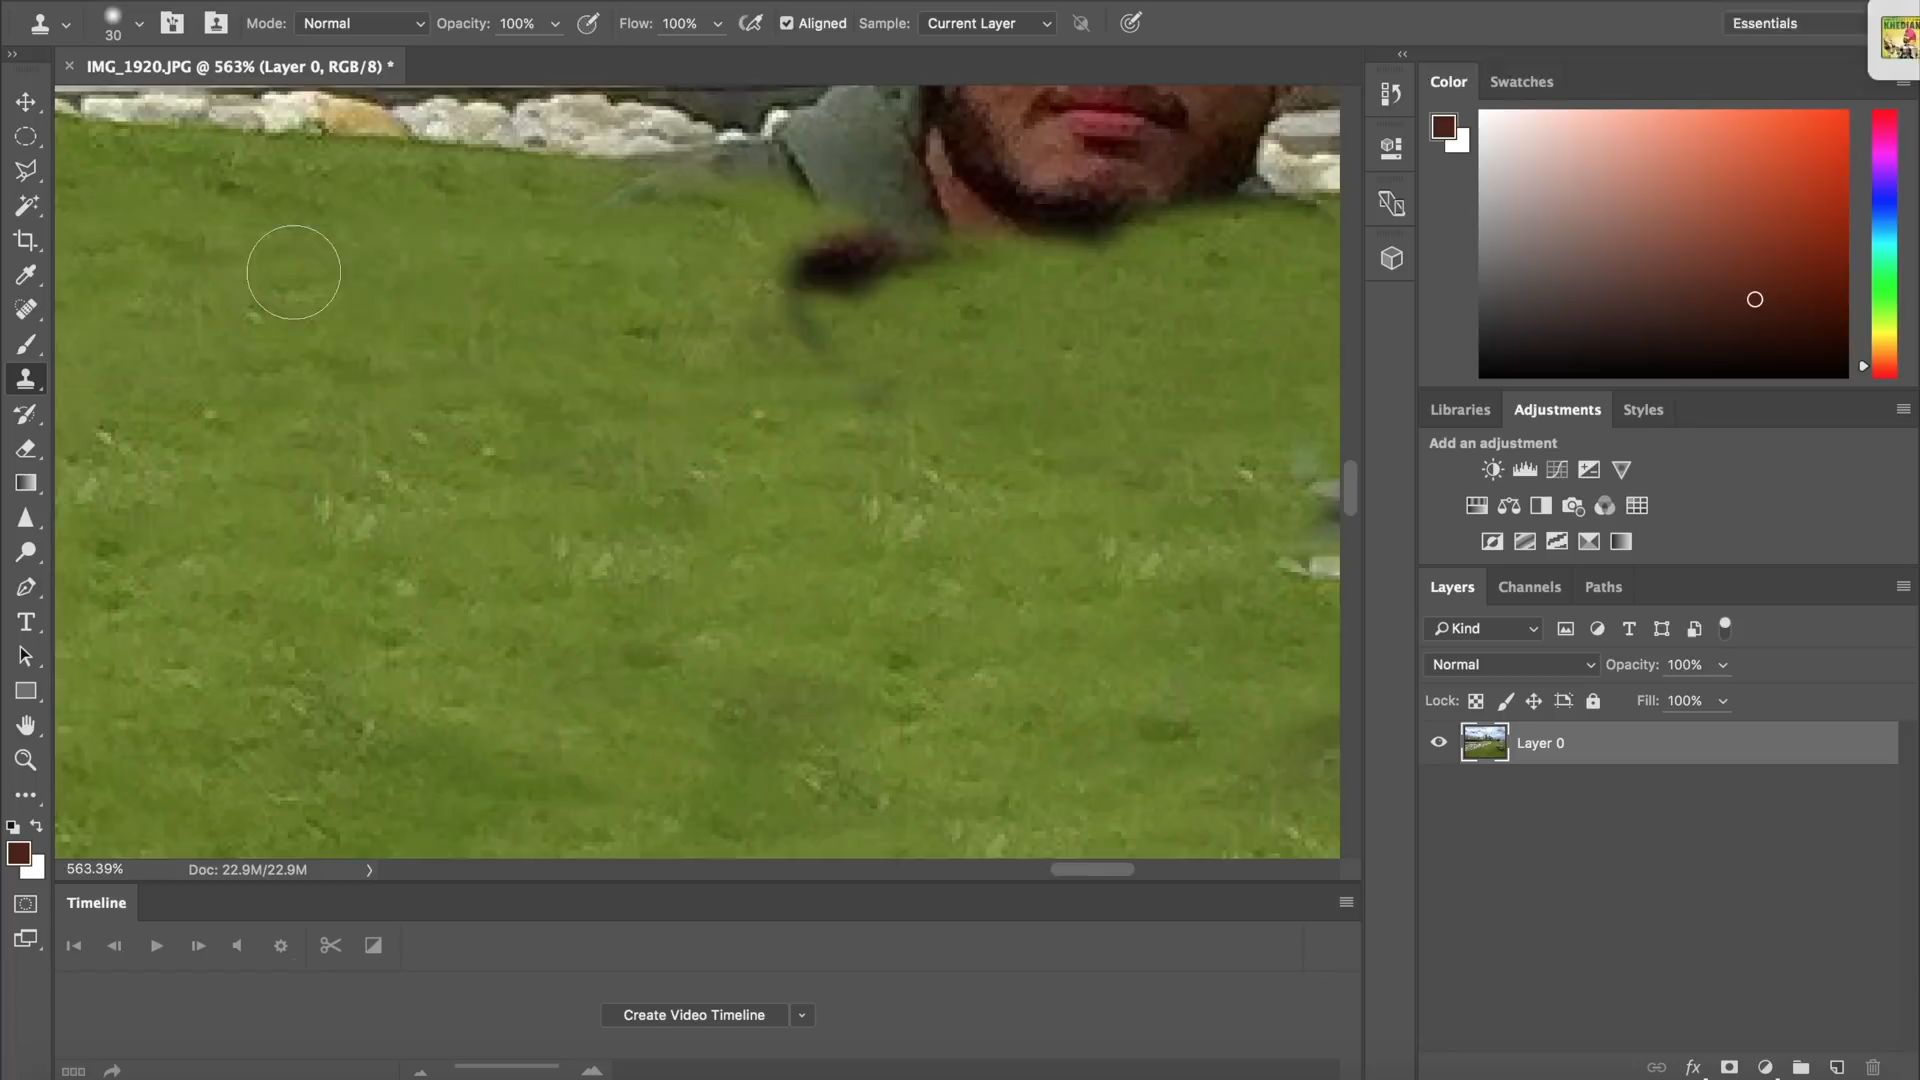 30
Mode: Normal
Opacity: 100%
Flow: 100%
Aligned
Sample: Current Layer
Essentials
KHEDIAN
× IMG_1920.JPG @ 563% (Layer 0, RGB/8) *
Color
Swatches
Libraries
Adjustments
Styles
Add an adjustment
Layers
Channels
Paths
Kind
Normal
Opacity: 100%
Lock:
Fill: 100%
Layer 0
563.39%
Doc: 22.9M/22.9M
Timeline
Create Video Timeline
fx